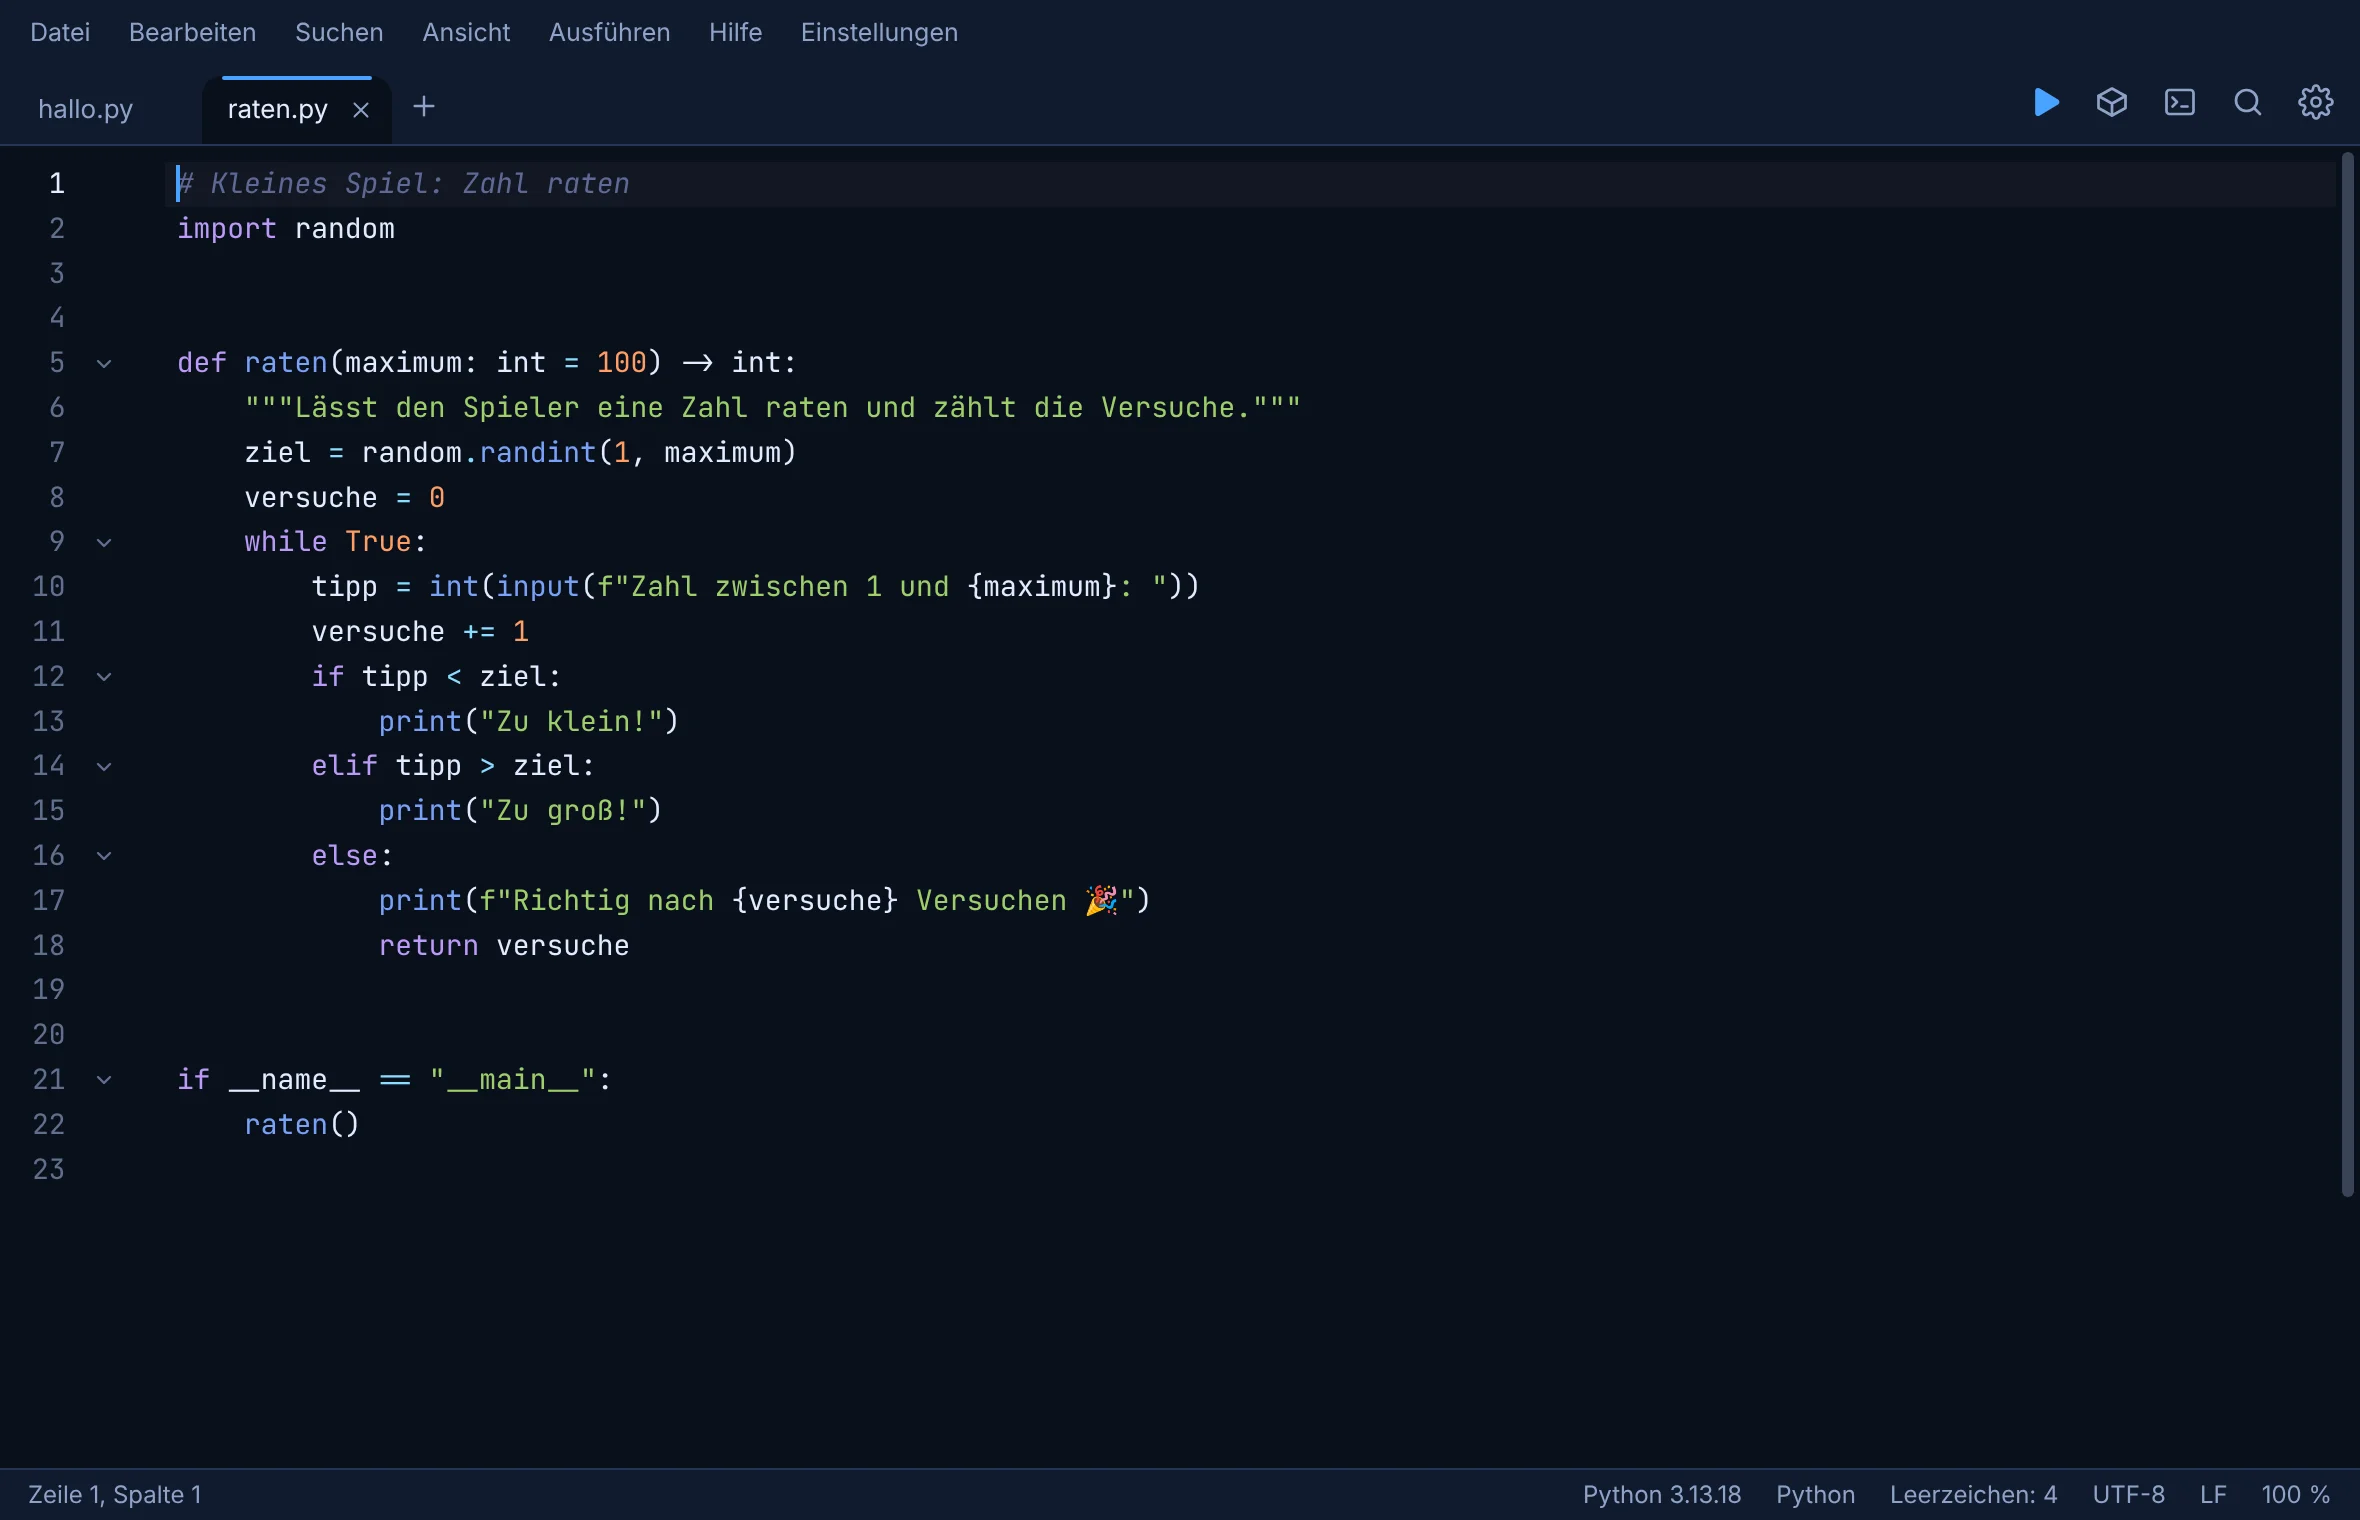 Datei Bearbeiten Suchen Ansicht Ausführen Hilfe Einstellungen
hallo.py raten.py
1 # Kleines Spiel: Zahl raten
2 import random
3
4
5 def raten(maximum: int = 100) -> int:
6     """Lässt den Spieler eine Zahl raten und zählt die Versuche."""
7     ziel = random.randint(1, maximum)
8     versuche = 0
9     while True:
10         tipp = int(input(f"Zahl zwischen 1 und {maximum}: "))
11         versuche += 1
12         if tipp < ziel:
13             print("Zu klein!")
14         elif tipp > ziel:
15             print("Zu groß!")
16         else:
17             print(f"Richtig nach {versuche} Versuchen 🎉")
18             return versuche
19
20
21 if __name__ == "__main__":
22     raten()
23
Zeile 1, Spalte 1 Python 3.13.18 Python Leerzeichen: 4 UTF-8 LF 100 %